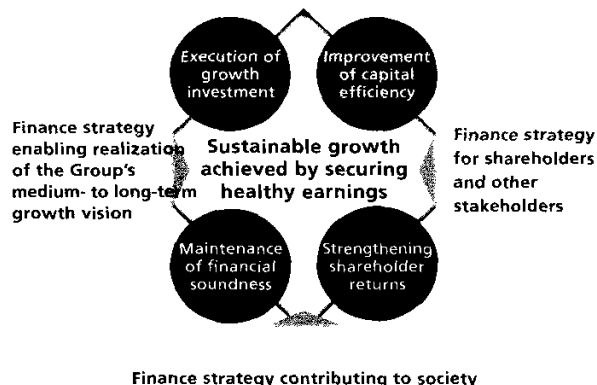 Execution of
growth
investment
Improvement
of capital
efficiency
Finance strategy
enabling realization
of the Group's
medium- to long-term
growth vision
Sustainable growth
achieved by securing
healthy earnings
Finance strategy
for shareholders
and other
stakeholders
Maintenance
of financial
soundness
Strengthening
shareholder
returns
Finance strategy contributing to society